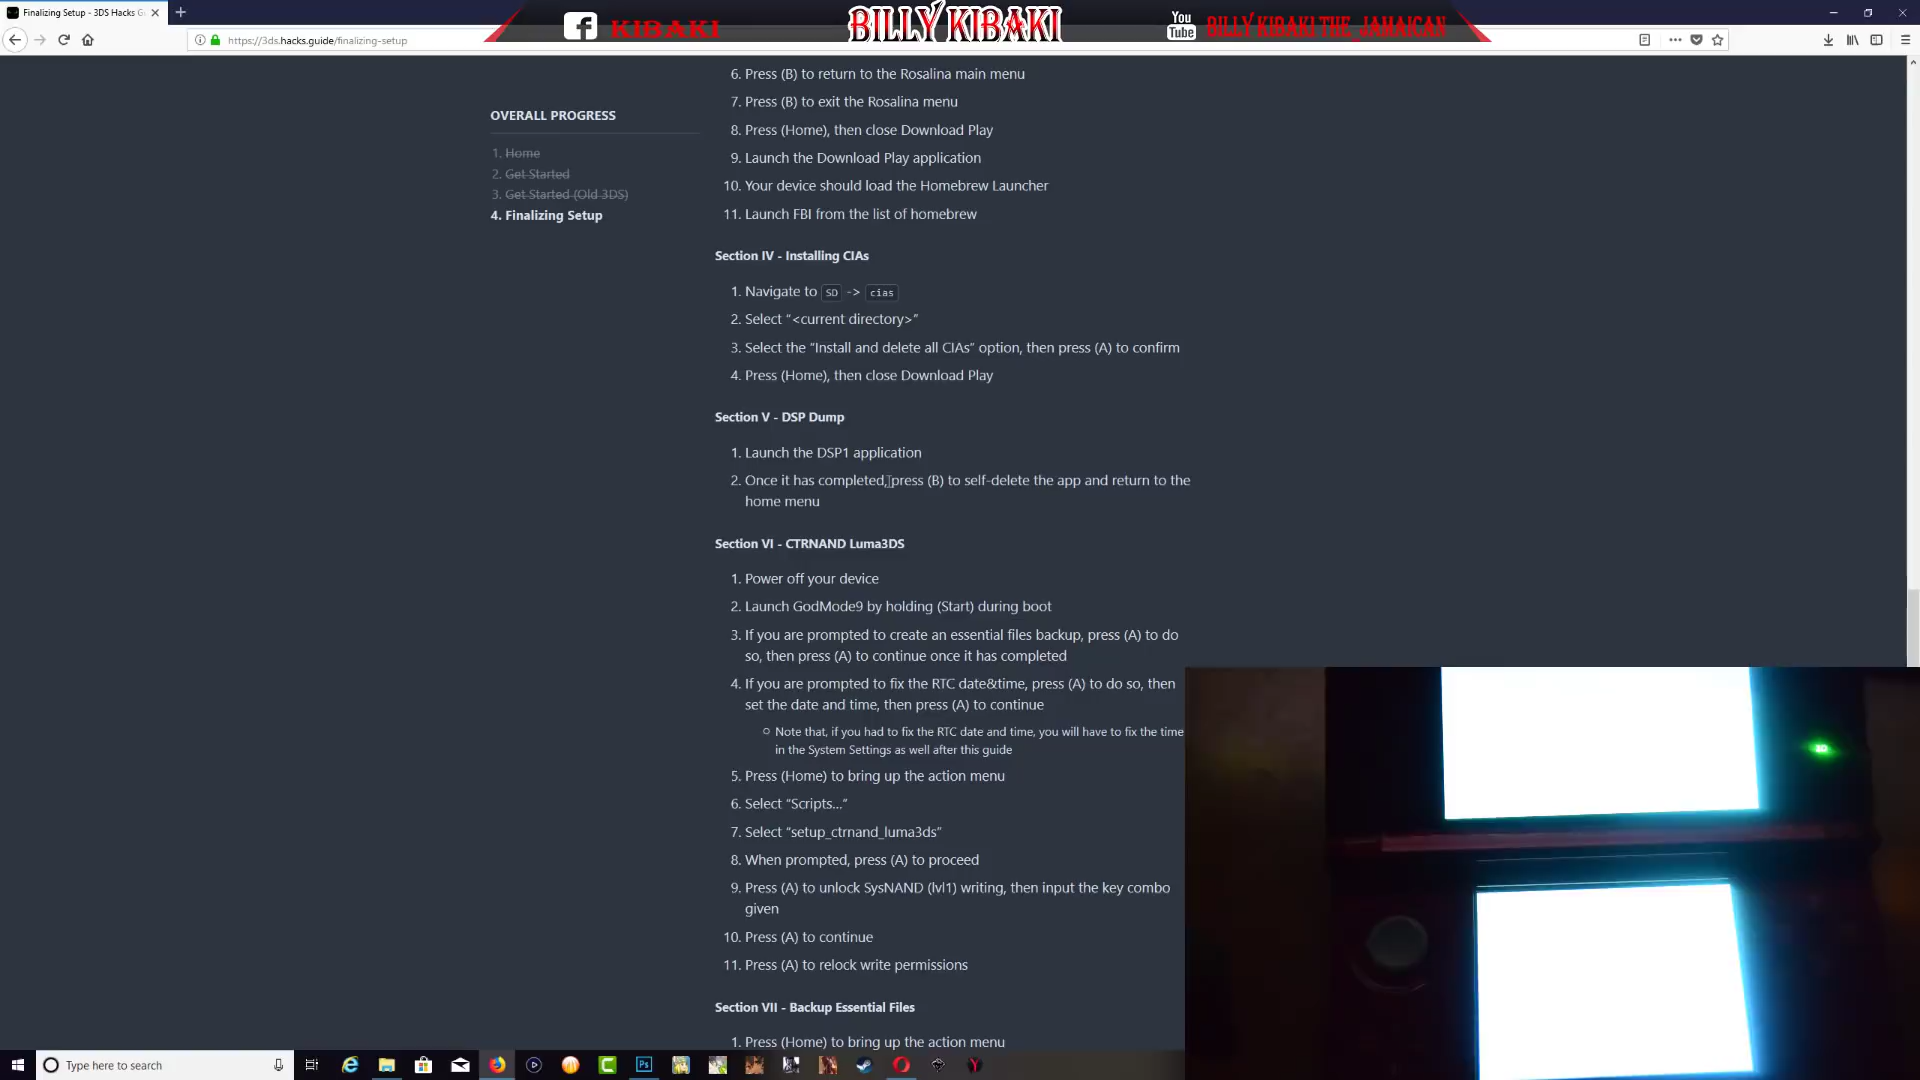 Finalizing Setup - 3DS Hacks G
KIBAKI
BILLY KIBAKI
You
Tube
BILLY KIBAKI THE_JAMAICAN
https://3ds.hacks.guide/finalizing-setup
6. Press (B) to return to the Rosalina main menu
7. Press (B) to exit the Rosalina menu
OVERALL PROGRESS
8. Press (Home), then close Download Play
1. Home
9. Launch the Download Play application
2. Get Started
10. Your device should load the Homebrew Launcher
3. Get Started (Old 3DS)
4. Finalizing Setup
11. Launch FBI from the list of homebrew
Section IV - Installing CIAs
1. Navigate to SD -> cias
2. Select “<current directory>”
3. Select the “Install and delete all CIAs” option, then press (A) to confirm
4. Press (Home), then close Download Play
Section V - DSP Dump
1. Launch the DSP1 application
2. Once it has completed, press (B) to self-delete the app and return to the
home menu
Section VI - CTRNAND Luma3DS
1. Power off your device
2. Launch GodMode9 by holding (Start) during boot
3. If you are prompted to create an essential files backup, press (A) to do
so, then press (A) to continue once it has completed
4. If you are prompted to fix the RTC date&time, press (A) to do so, then
set the date and time, then press (A) to continue
Note that, if you had to fix the RTC date and time, you will have to fix the time
in the System Settings as well after this guide
5. Press (Home) to bring up the action menu
6. Select “Scripts…”
7. Select “setup_ctrnand_luma3ds”
8. When prompted, press (A) to proceed
9. Press (A) to unlock SysNAND (lvl1) writing, then input the key combo
given
10. Press (A) to continue
11. Press (A) to relock write permissions
Section VII - Backup Essential Files
1. Press (Home) to bring up the action menu
Type here to search
Ps